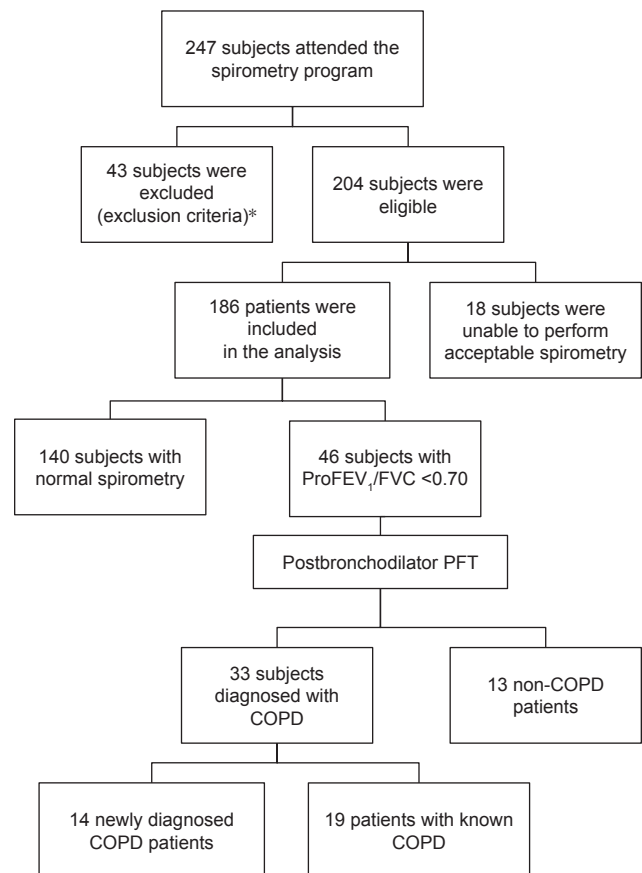 247 subjects attended the
spirometry program
43 subjects were
excluded
(exclusion criteria)*
204 subjects were
eligible
186 patients were
included
in the analysis
18 subjects were
unable to perform
acceptable spirometry
140 subjects with
normal spirometry
46 subjects with
ProFEV₁/FVC <0.70
Postbronchodilator PFT
33 subjects
diagnosed with
COPD
13 non-COPD
patients
14 newly diagnosed
COPD patients
19 patients with known
COPD